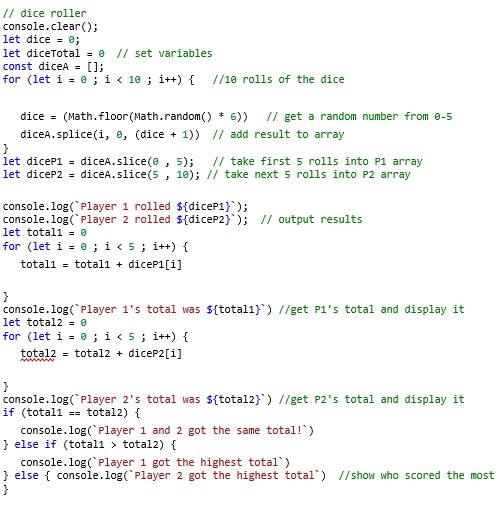 // dice roller
console.clear();
let dice = 0;
let diceTotal = 0  // set variables
const diceA = [];
for (let i = 0 ; i < 10 ; i++) {   //10 rolls of the dice
dice = (Math.floor(Math.random() * 6))   // get a random number from 0-5
diceA.splice(i, 0, (dice + 1))  // add result to array
}
let diceP1 = diceA.slice(0 , 5);   // take first 5 rolls into P1 array
let diceP2 = diceA.slice(5 , 10); // take next 5 rolls into P2 array
console.log(`Player 1 rolled ${diceP1}`);
console.log(`Player 2 rolled ${diceP2}`);  // output results
let total1 = 0
for (let i = 0 ; i < 5 ; i++) {
total1 = total1 + diceP1[i]
}
console.log(`Player 1's total was ${total1}`) //get P1's total and display it
let total2 = 0
for (let i = 0 ; i < 5 ; i++) {
total2 = total2 + diceP2[i]
}
console.log(`Player 2's total was ${total2}`) //get P2's total and display it
if (total1 == total2) {
console.log(`Player 1 and 2 got the same total!`)
} else if (total1 > total2) {
console.log(`Player 1 got the highest total`)
} else { console.log(`Player 2 got the highest total`)  //show who scored the most
}